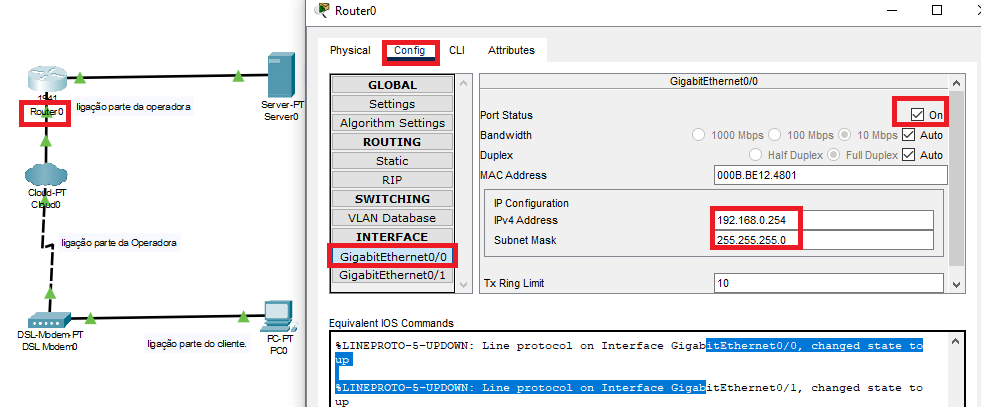 Router0
Physical
Config
CLI
Attributes
GLOBAL
Settings
Algorithm Settings
ROUTING
Static
RIP
SWITCHING
VLAN Database
INTERFACE
GigabitEthernet0/0
GigabitEthernet0/1
GigabitEthernet0/0
Port Status
On
Bandwidth
1000 Mbps
100 Mbps
10 Mbps
Auto
Duplex
Half Duplex
Full Duplex
Auto
MAC Address
000B.BE12.4801
IP Configuration
IPv4 Address
192.168.0.254
Subnet Mask
255.255.255.0
Tx Ring Limit
10
Equivalent IOS Commands
%LINEPROTO-5-UPDOWN: Line protocol on Interface GigabitEthernet0/0, changed state to
up
%LINEPROTO-5-UPDOWN: Line protocol on Interface GigabitEthernet0/1, changed state to
up
1941
Router0
ligação parte da operadora
Server-PT
Server0
Cloud-PT
Cloud0
ligação parte da Operadora
DSL-Modem-PT
DSL Modem0
ligação parte do cliente.
PC-PT
PC0